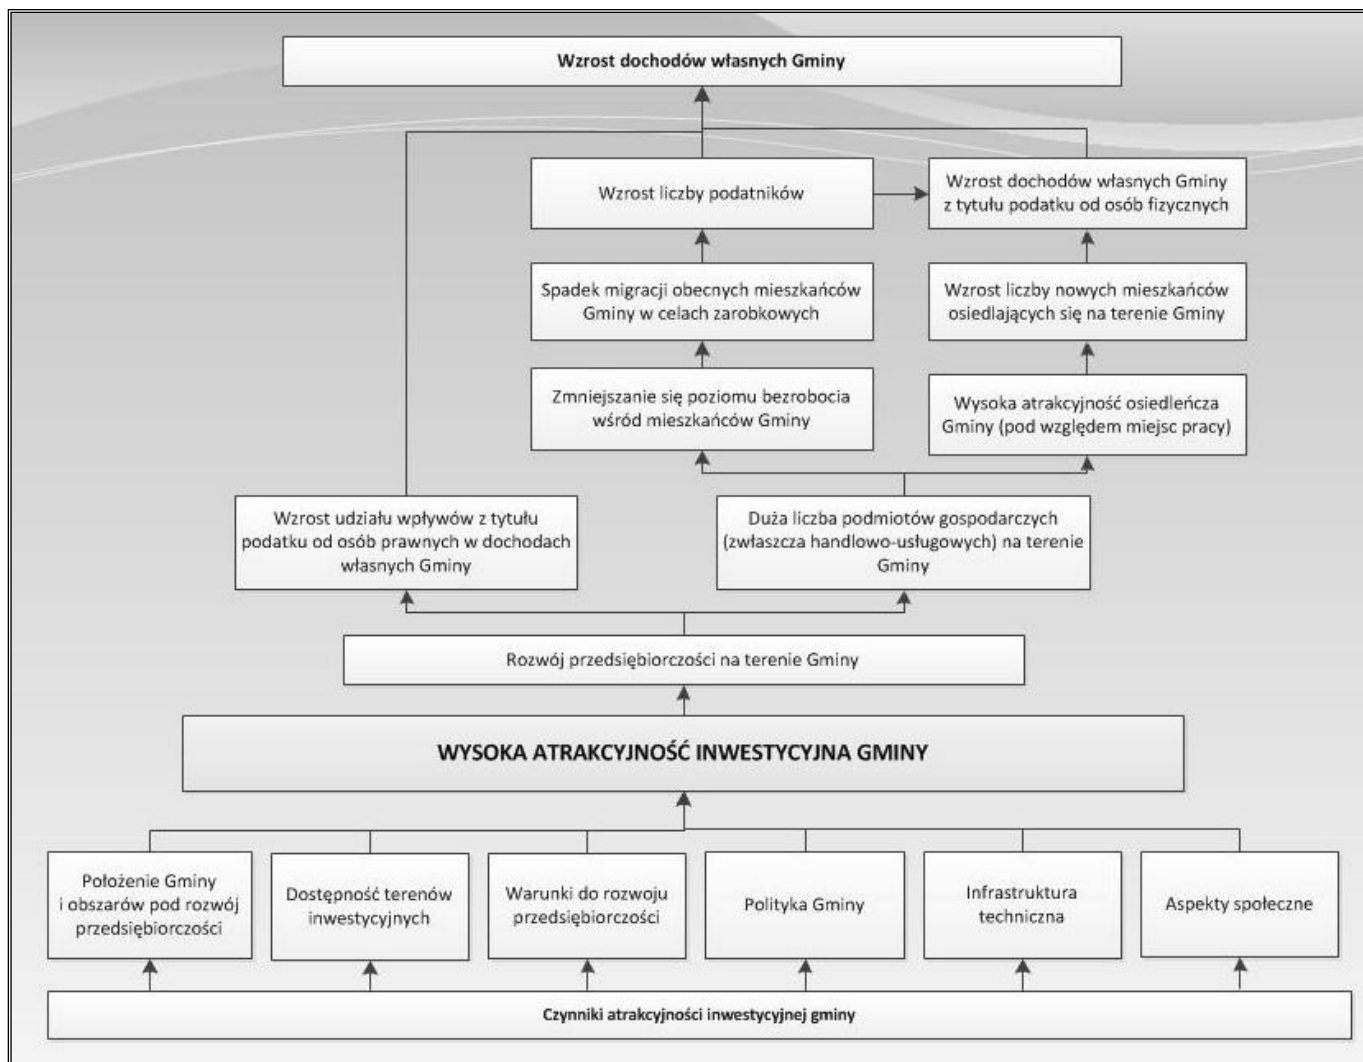 Wzrost dochodów własnych Gminy
Wzrost liczby podatników
Wzrost dochodów własnych Gminy
z tytułu podatku od osób fizycznych
Spadek migracji obecnych mieszkańców
Gminy w celach zarobkowych
Wzrost liczby nowych mieszkańców
osiedlających się na terenie Gminy
Zmniejszanie się poziomu bezrobocia
wśród mieszkańców Gminy
Wysoka atrakcyjność osiedleńcza
Gminy (pod względem miejsc pracy)
Wzrost udziału wpływów z tytułu
podatku od osób prawnych w dochodach
własnych Gminy
Duża liczba podmiotów gospodarczych
(zwłaszcza handlowo-usługowych) na terenie
Gminy
Rozwój przedsiębiorczości na terenie Gminy
WYSOKA ATRAKCYJNOŚĆ INWESTYCYJNA GMINY
Położenie Gminy
i obszarów pod rozwój
przedsiębiorczości
Dostępność terenów
inwestycyjnych
Warunki do rozwoju
przedsiębiorczości
Polityka Gminy
Infrastruktura
techniczna
Aspekty społeczne
Czynniki atrakcyjności inwestycyjnej gminy